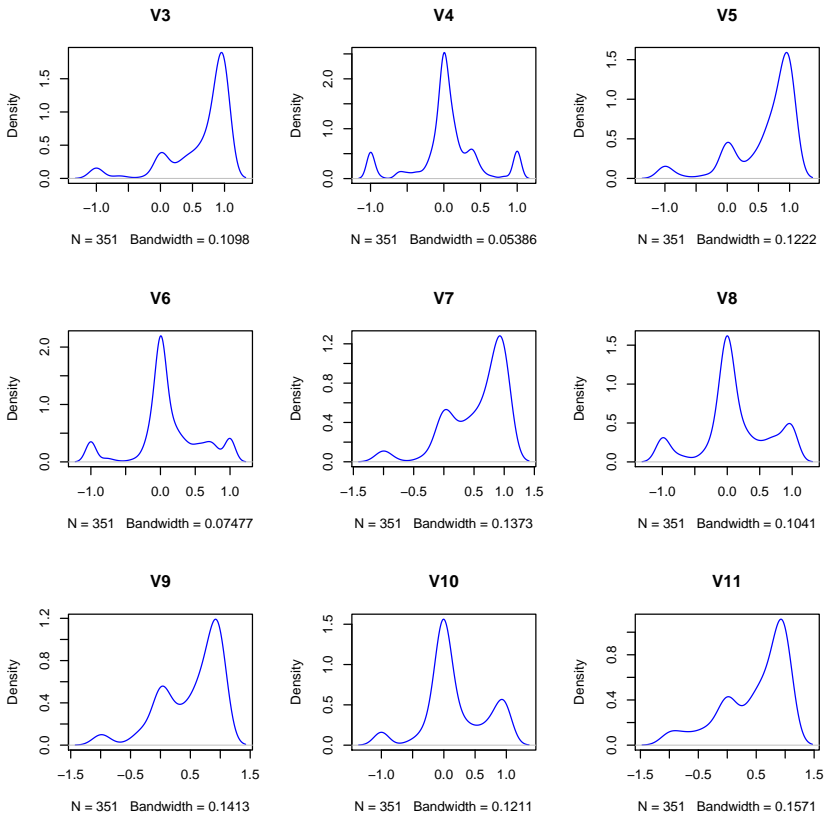 V3
Density
0.0 0.5 1.0 1.5
−1.0 0.0 0.5 1.0
N = 351 Bandwidth = 0.1098
V4
Density
0.0 1.0 2.0
−1.0 0.0 0.5 1.0
N = 351 Bandwidth = 0.05386
V5
Density
0.0 0.5 1.0 1.5
−1.0 0.0 0.5 1.0
N = 351 Bandwidth = 0.1222
V6
Density
0.0 1.0 2.0
−1.0 0.0 0.5 1.0
N = 351 Bandwidth = 0.07477
V7
Density
0.0 0.4 0.8 1.2
−1.5 −0.5 0.5 1.5
N = 351 Bandwidth = 0.1373
V8
Density
0.0 0.5 1.0 1.5
−1.0 0.0 0.5 1.0
N = 351 Bandwidth = 0.1041
V9
Density
0.0 0.4 0.8 1.2
−1.5 −0.5 0.5 1.5
N = 351 Bandwidth = 0.1413
V10
Density
0.0 0.5 1.0 1.5
−1.0 0.0 0.5 1.0
N = 351 Bandwidth = 0.1211
V11
Density
0.0 0.4 0.8
−1.5 −0.5 0.5 1.5
N = 351 Bandwidth = 0.1571